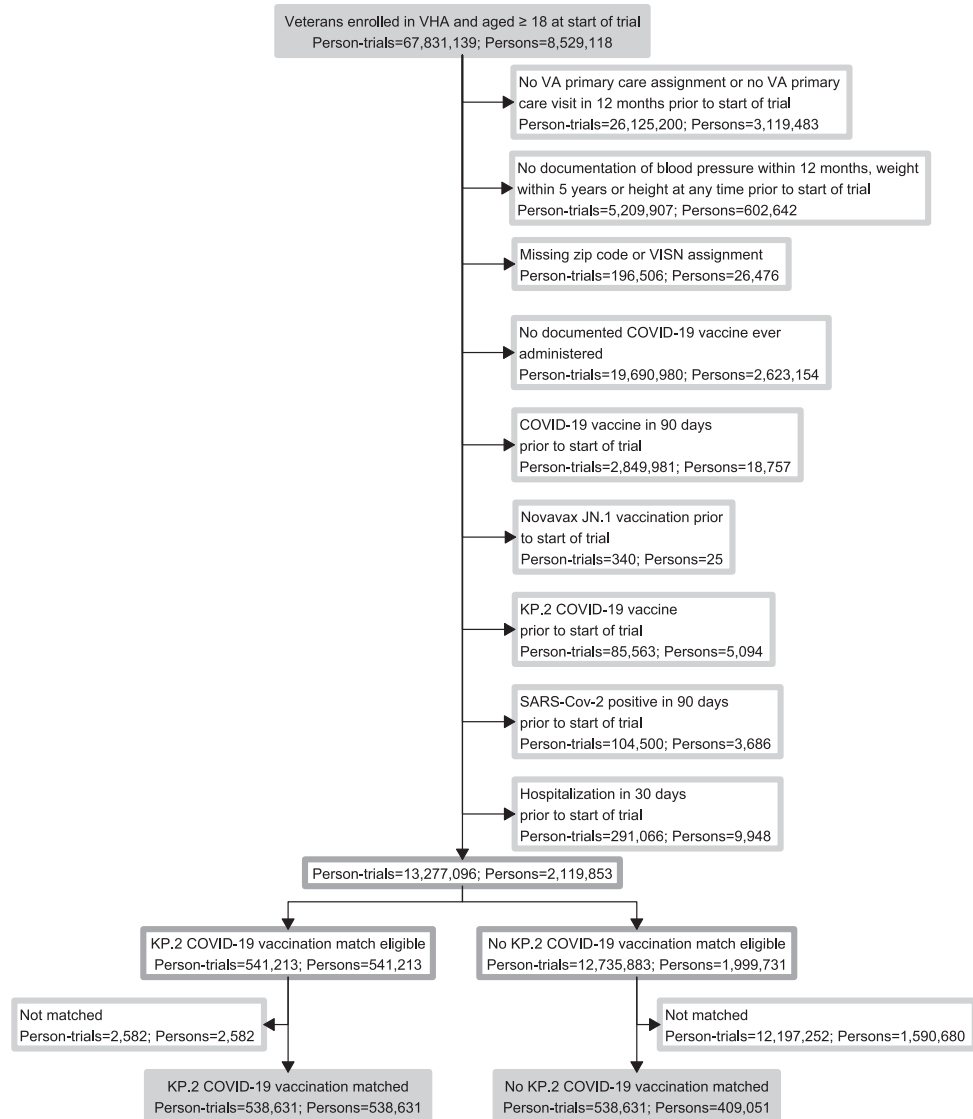 Veterans enrolled in VHA and aged ≥ 18 at start of trial
Person-trials=67,831,139; Persons=8,529,118
No VA primary care assignment or no VA primary
care visit in 12 months prior to start of trial
Person-trials=26,125,200; Persons=3,119,483
No documentation of blood pressure within 12 months, weight
within 5 years or height at any time prior to start of trial
Person-trials=5,209,907; Persons=602,642
Missing zip code or VISN assignment
Person-trials=196,506; Persons=26,476
No documented COVID-19 vaccine ever
administered
Person-trials=19,690,980; Persons=2,623,154
COVID-19 vaccine in 90 days
prior to start of trial
Person-trials=2,849,981; Persons=18,757
Novavax JN.1 vaccination prior
to start of trial
Person-trials=340; Persons=25
KP.2 COVID-19 vaccine
prior to start of trial
Person-trials=85,563; Persons=5,094
SARS-Cov-2 positive in 90 days
prior to start of trial
Person-trials=104,500; Persons=3,686
Hospitalization in 30 days
prior to start of trial
Person-trials=291,066; Persons=9,948
Person-trials=13,277,096; Persons=2,119,853
KP.2 COVID-19 vaccination match eligible
Person-trials=541,213; Persons=541,213
No KP.2 COVID-19 vaccination match eligible
Person-trials=12,735,883; Persons=1,999,731
Not matched
Person-trials=2,582; Persons=2,582
Not matched
Person-trials=12,197,252; Persons=1,590,680
KP.2 COVID-19 vaccination matched
Person-trials=538,631; Persons=538,631
No KP.2 COVID-19 vaccination matched
Person-trials=538,631; Persons=409,051